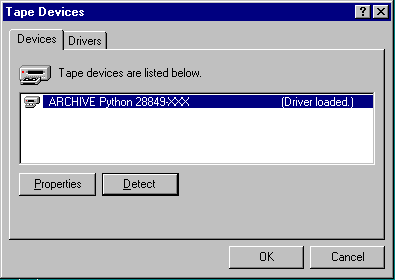 Tape Devices
Devices Drivers
Tape devices are listed below.
ARCHIVE Python 28849-XXX (Driver loaded.)
Properties Detect
OK Cancel